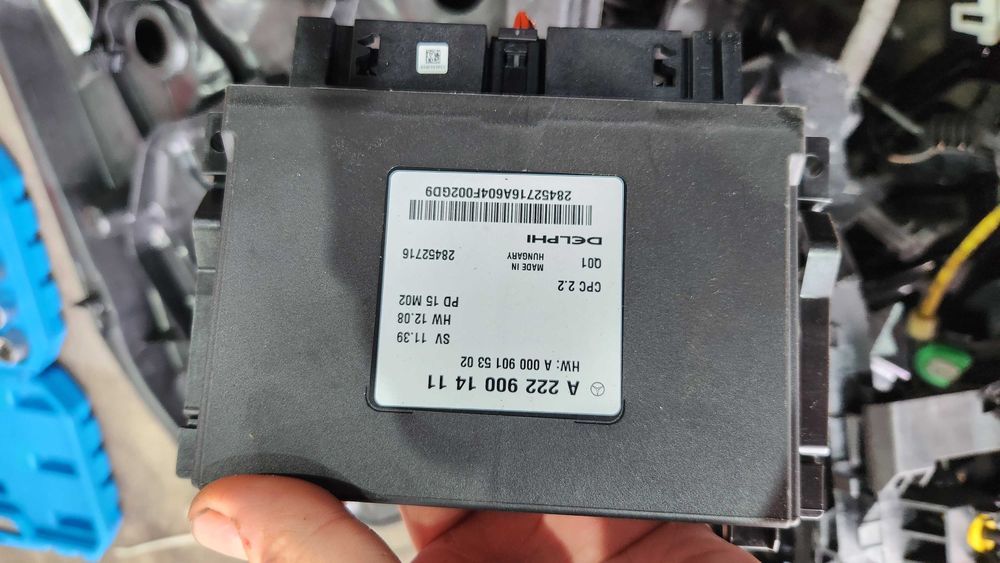 A 222 900 14 11
HW: A 000 901 53 02
SV 11.39
HW 12.08
PD 15 M02
CPC 2.2
Q01 MADE IN HUNGARY 28452716
DELPHI
28452716A604F002GD9